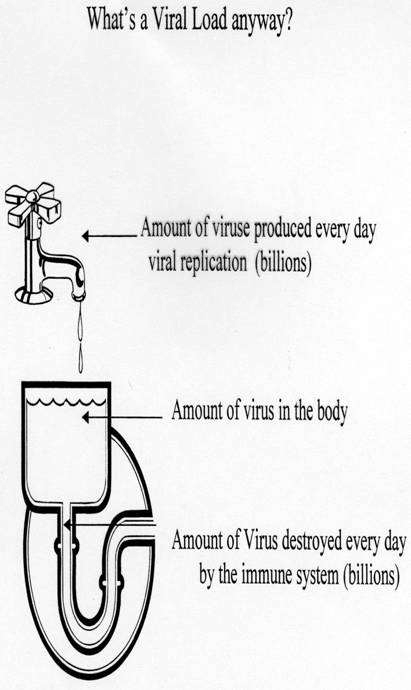 What's a Viral Load anyway?
Amount of viruse produced every day
viral replication (billions)
Amount of virus in the body
Amount of Virus destroyed every day
by the immune system (billions)